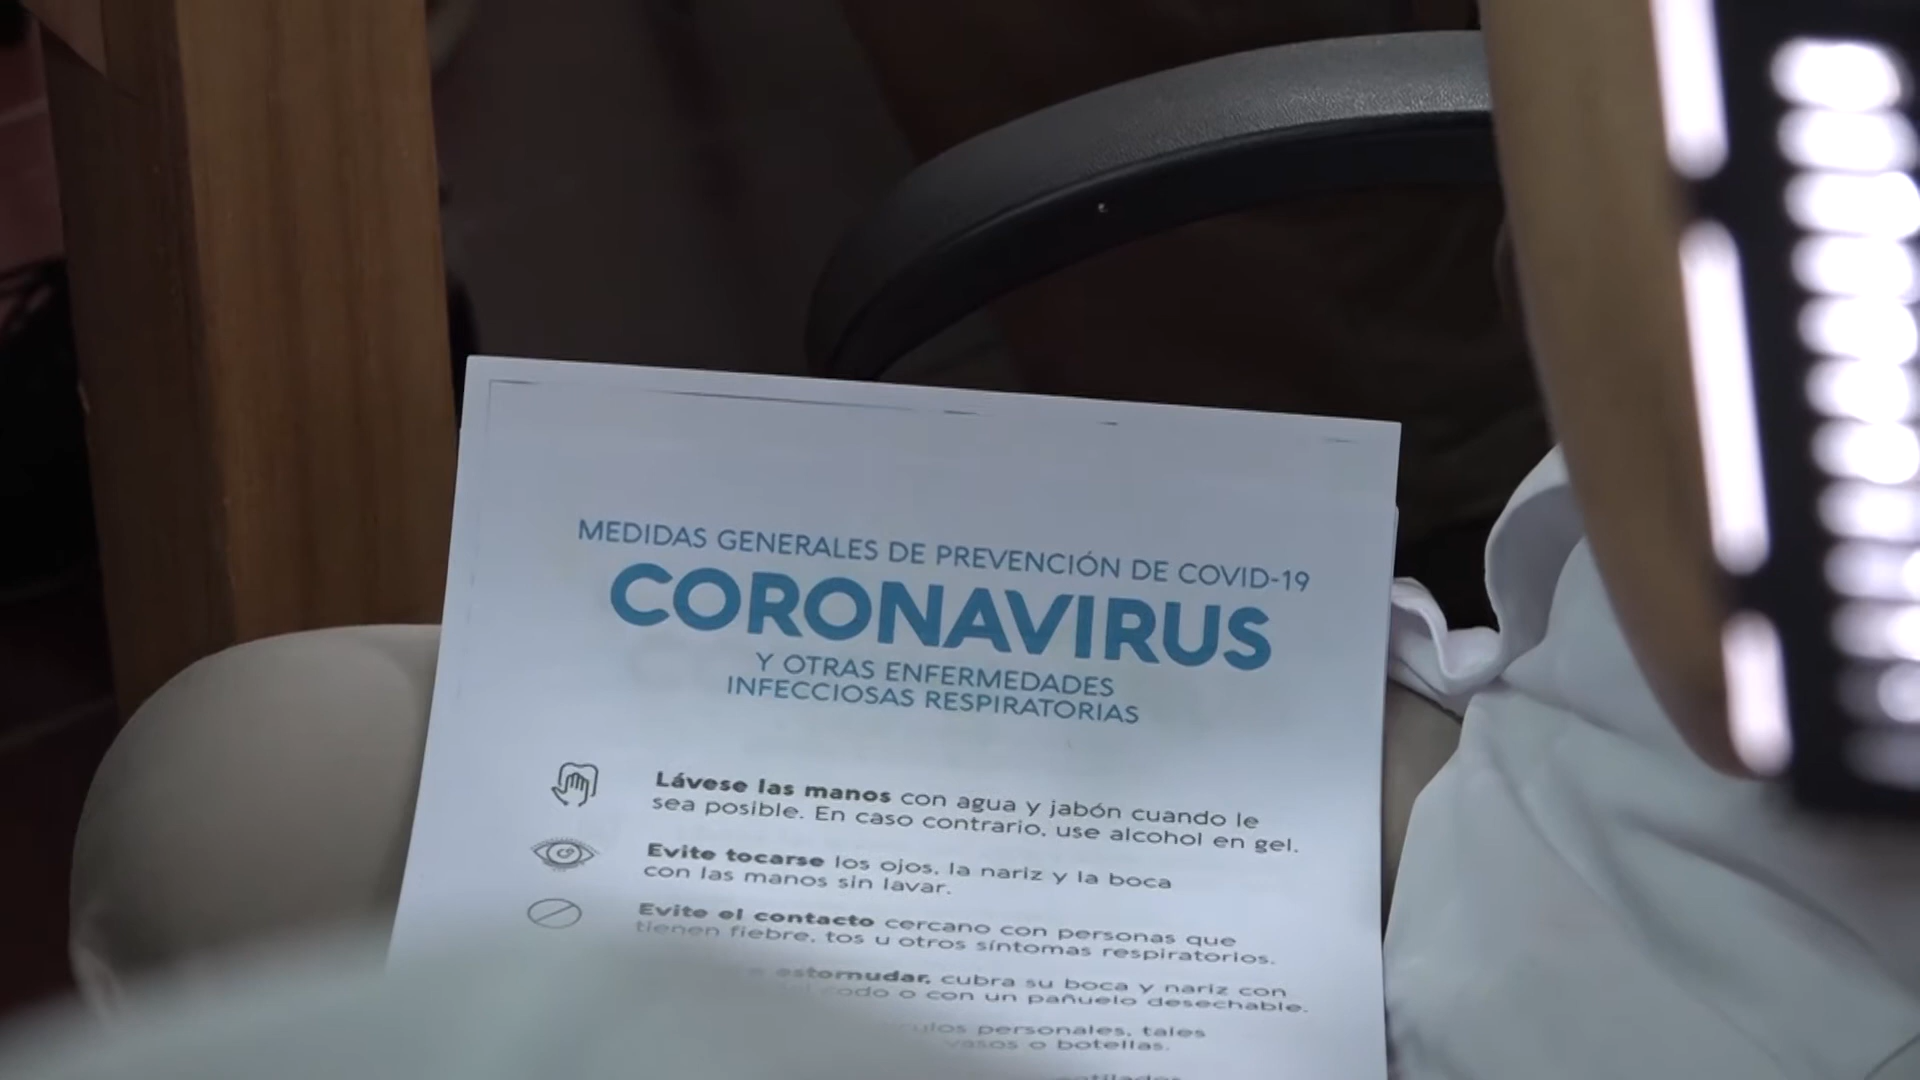 MEDIDAS GENERALES DE PREVENCIÓN DE COVID-19
CORONAVIRUS
Y OTRAS ENFERMEDADES
INFECCIOSAS RESPIRATORIAS
Lávese las manos con agua y jabón cuando le
sea posible. En caso contrario, use alcohol en gel.
Evite tocarse los ojos, la nariz y la boca
con las manos sin lavar.
Evite el contacto cercano con personas que
tienen fiebre, tos u otros síntomas respiratorios.
estornudar, cubra su boca y nariz con
codo o con un pañuelo desechable.
personales, tales
vasos o botellas.